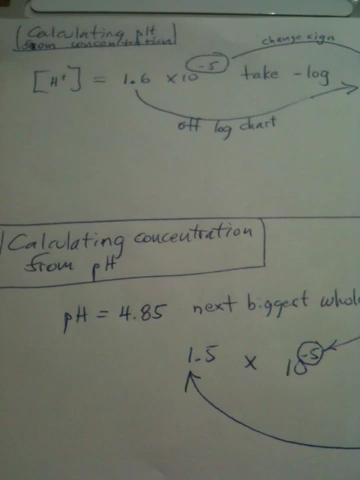 Calculating pH
from concentration
change sign
[H⁺] = 1.6 × 10⁻⁵ take -log
off log chart
Calculating concentration
from pH
pH = 4.85 next biggest whole
1.5 × 10⁻⁵